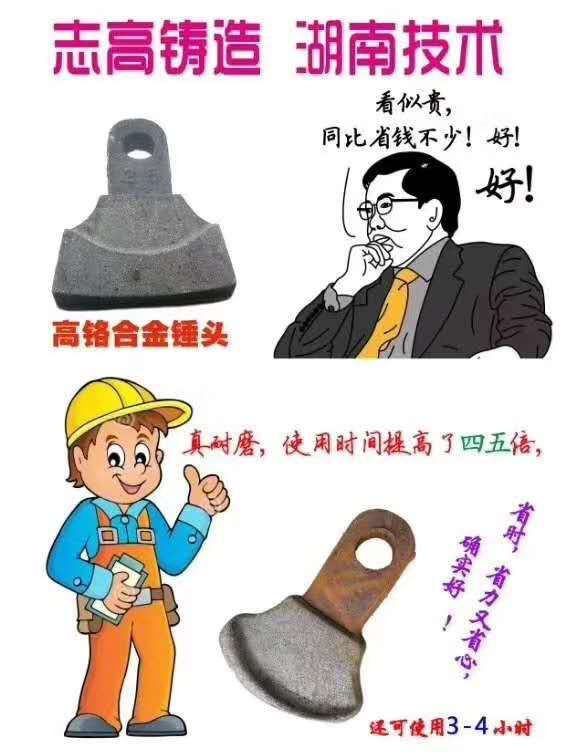 志高铸造 湖南技术
看似贵，
同比省钱不少！好！
好！
高铬合金锤头
真耐磨，使用时间提高了四五倍，
省时，省力又省心，
确实好！
还可使用3-4小时